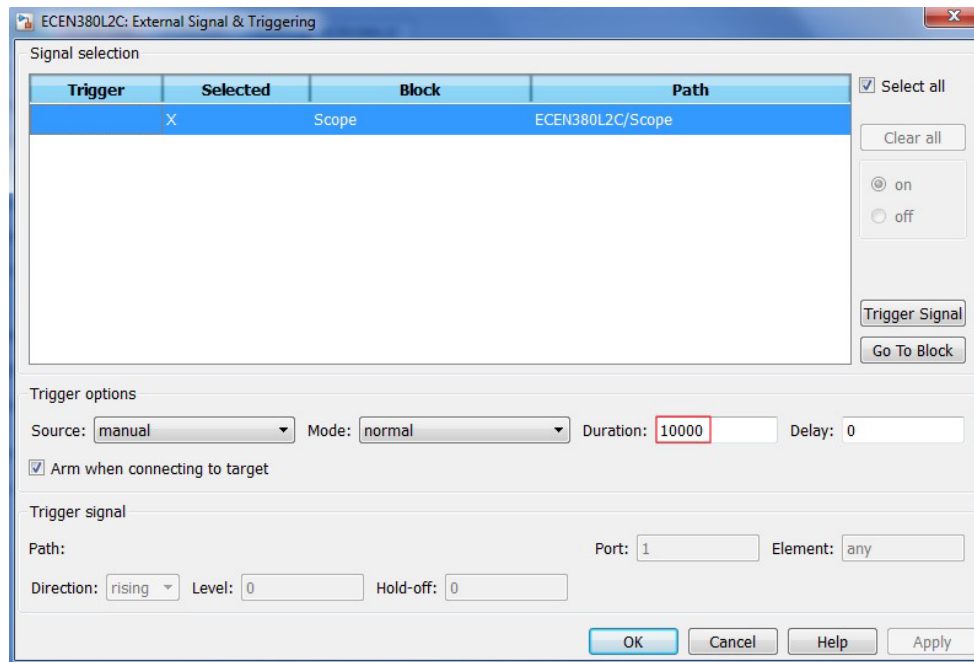 ECEN380L2C: External Signal & Triggering
Signal selection
Trigger Selected Block Path
X Scope ECEN380L2C/Scope
Select all
Clear all
on
off
Trigger Signal
Go To Block
Trigger options
Source: manual Mode: normal Duration: 10000 Delay: 0
Arm when connecting to target
Trigger signal
Path: Port: 1 Element: any
Direction: rising Level: 0 Hold-off: 0
OK Cancel Help Apply